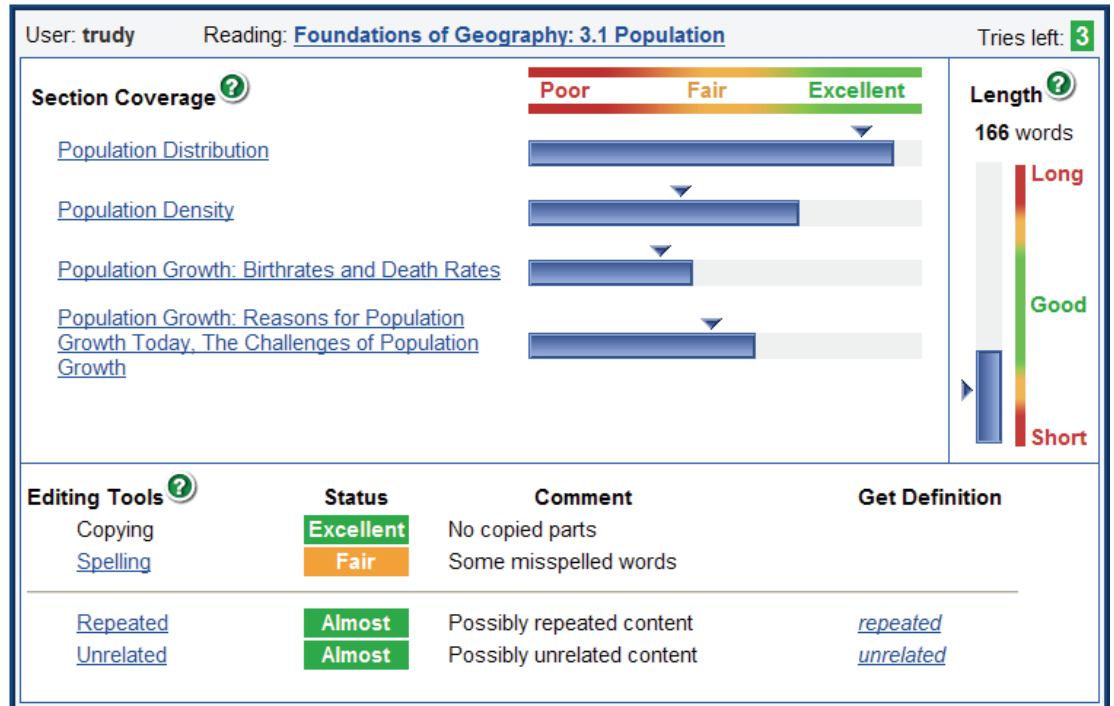 User: trudy Reading: Foundations of Geography: 3.1 Population Tries left: 3
Section Coverage ? Poor Fair Excellent Length ?
166 words
Population Distribution
Long
Population Density
Population Growth: Birthrates and Death Rates
Good
Population Growth: Reasons for Population
Growth Today, The Challenges of Population
Growth
Short
Editing Tools ? Status Comment Get Definition
Copying Excellent No copied parts
Spelling Fair Some misspelled words
Repeated Almost Possibly repeated content repeated
Unrelated Almost Possibly unrelated content unrelated